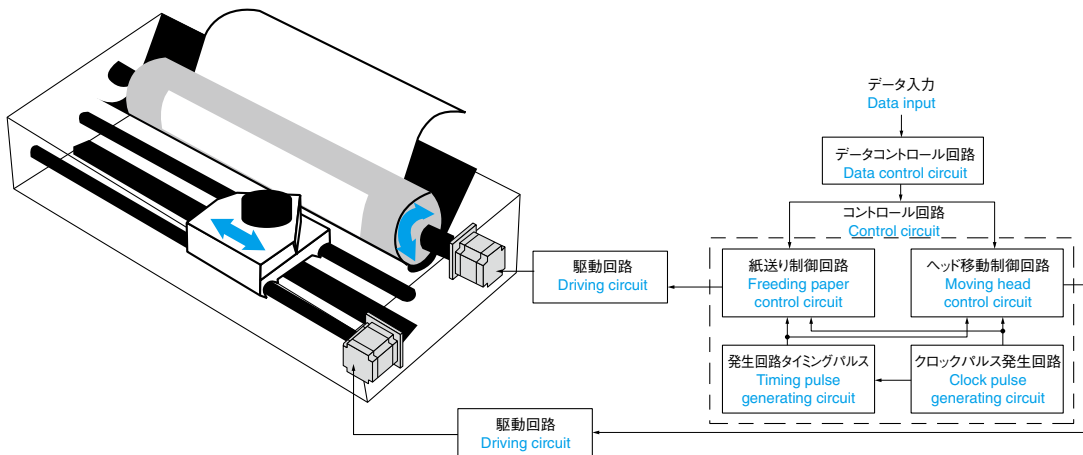 データ入力
Data input
データコントロール回路
Data control circuit
コントロール回路
Control circuit
駆動回路
Driving circuit
紙送り制御回路
Freeding paper
control circuit
ヘッド移動制御回路
Moving head
control circuit
発生回路タイミングパルス
Timing pulse
generating circuit
クロックパルス発生回路
Clock pulse
generating circuit
駆動回路
Driving circuit